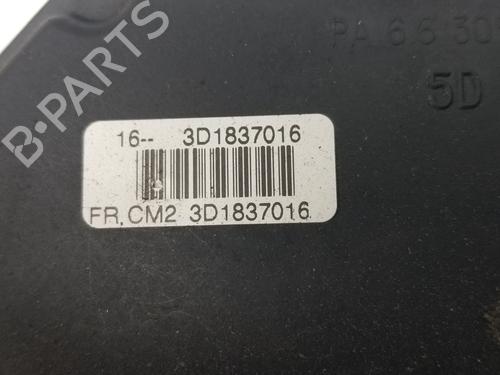 PA 6.6 30
5D
16-- 3D1837016
FR,CM2 3D1837016
B-PARTS